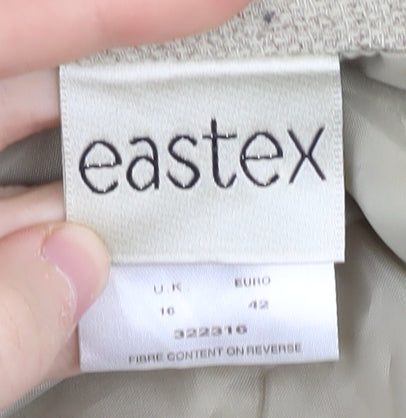 eastex
U.K EURO
16 42
322316
FIBRE CONTENT ON REVERSE